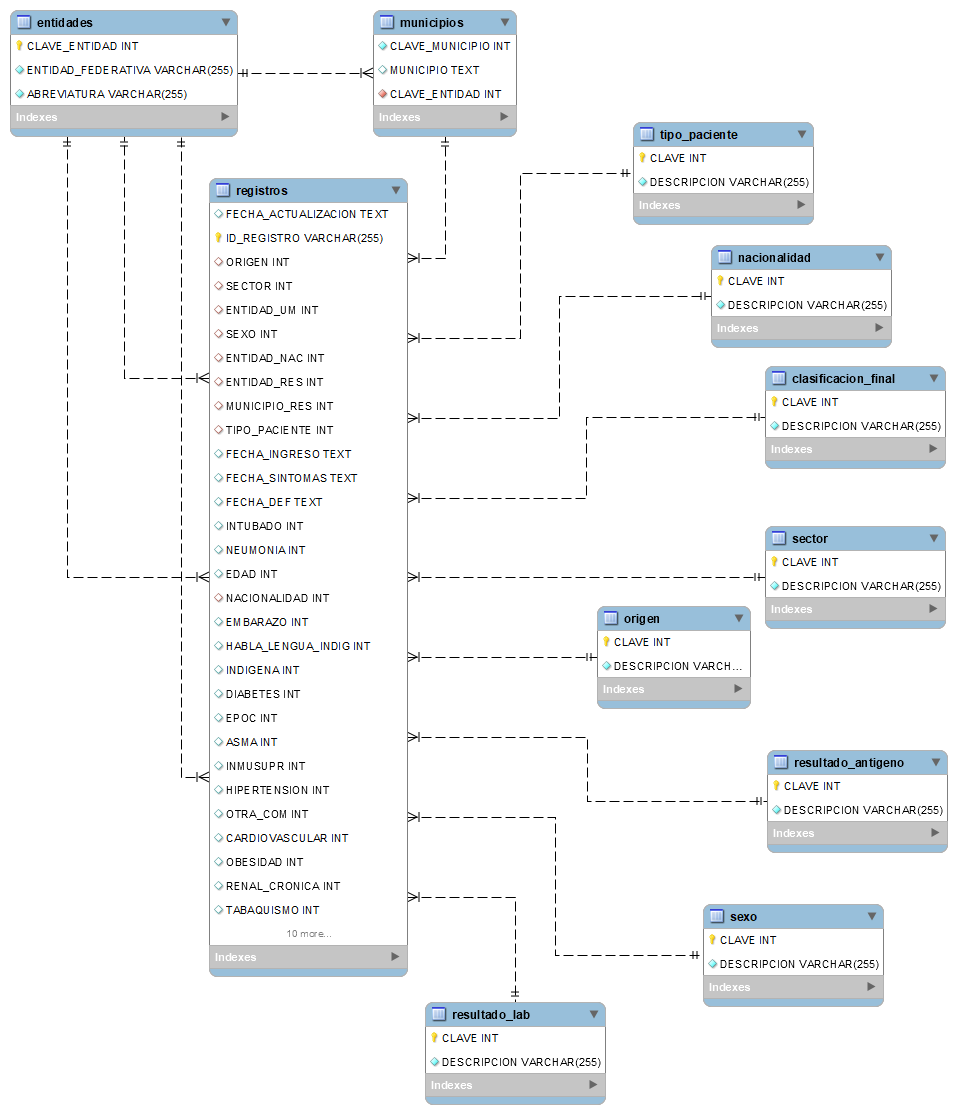 entidades
CLAVE_ENTIDAD INT
ENTIDAD_FEDERATIVA VARCHAR(255)
ABREVIATURA VARCHAR(255)
Indexes
municipios
CLAVE_MUNICIPIO INT
MUNICIPIO TEXT
CLAVE_ENTIDAD INT
Indexes
tipo_paciente
CLAVE INT
DESCRIPCION VARCHAR(255)
Indexes
registros
FECHA_ACTUALIZACION TEXT
ID_REGISTRO VARCHAR(255)
ORIGEN INT
SECTOR INT
ENTIDAD_UM INT
SEXO INT
ENTIDAD_NAC INT
ENTIDAD_RES INT
MUNICIPIO_RES INT
TIPO_PACIENTE INT
FECHA_INGRESO TEXT
FECHA_SINTOMAS TEXT
FECHA_DEF TEXT
INTUBADO INT
NEUMONIA INT
EDAD INT
NACIONALIDAD INT
EMBARAZO INT
HABLA_LENGUA_INDIG INT
INDIGENA INT
DIABETES INT
EPOC INT
ASMA INT
INMUSUPR INT
HIPERTENSION INT
OTRA_COM INT
CARDIOVASCULAR INT
OBESIDAD INT
RENAL_CRONICA INT
TABAQUISMO INT
10 more...
Indexes
nacionalidad
CLAVE INT
DESCRIPCION VARCHAR(255)
Indexes
clasificacion_final
CLAVE INT
DESCRIPCION VARCHAR(255)
Indexes
sector
CLAVE INT
DESCRIPCION VARCHAR(255)
Indexes
origen
CLAVE INT
DESCRIPCION VARCH...
Indexes
resultado_antigeno
CLAVE INT
DESCRIPCION VARCHAR(255)
Indexes
sexo
CLAVE INT
DESCRIPCION VARCHAR(255)
Indexes
resultado_lab
CLAVE INT
DESCRIPCION VARCHAR(255)
Indexes